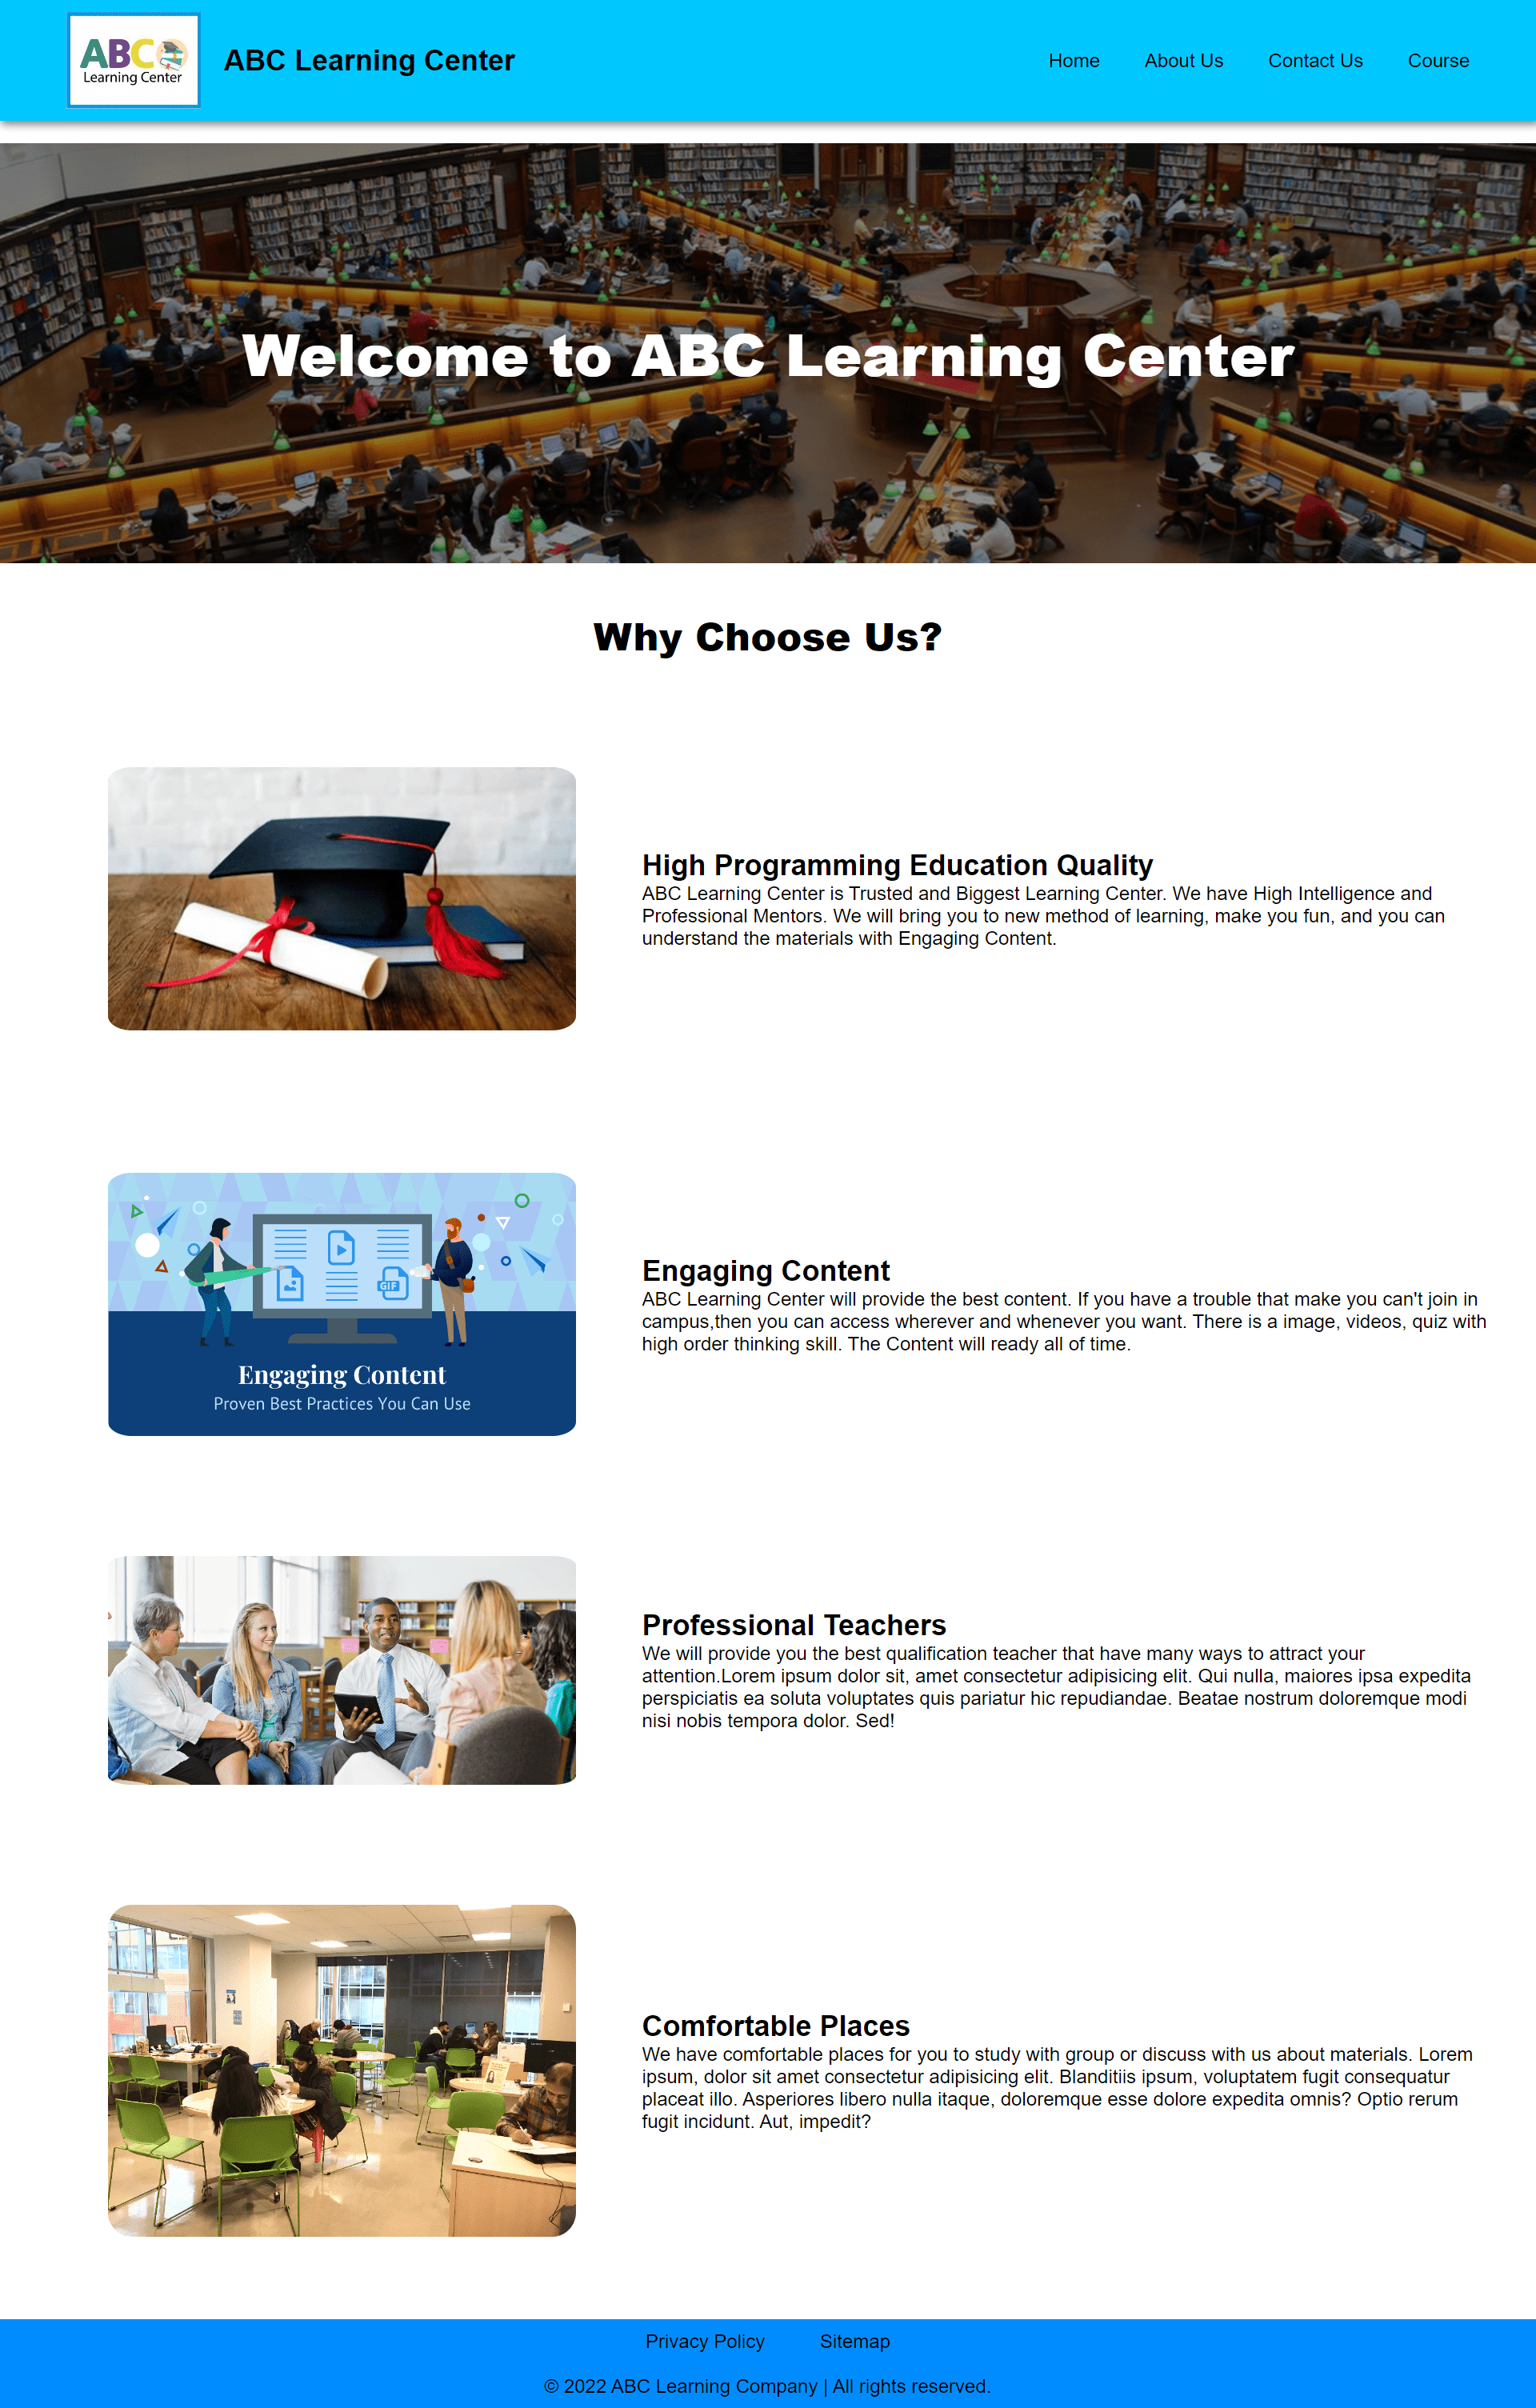 ABC
Learning Center
ABC Learning Center
Home
About Us
Contact Us
Course
Welcome to ABC Learning Center
Why Choose Us?
High Programming Education Quality
ABC Learning Center is Trusted and Biggest Learning Center. We have High Intelligence and
Professional Mentors. We will bring you to new method of learning, make you fun, and you can
understand the materials with Engaging Content.
GIF
Engaging Content
Proven Best Practices You Can Use
Engaging Content
ABC Learning Center will provide the best content. If you have a trouble that make you can't join in
campus,then you can access wherever and whenever you want. There is a image, videos, quiz with
high order thinking skill. The Content will ready all of time.
Professional Teachers
We will provide you the best qualification teacher that have many ways to attract your
attention.Lorem ipsum dolor sit, amet consectetur adipisicing elit. Qui nulla, maiores ipsa expedita
perspiciatis ea soluta voluptates quis pariatur hic repudiandae. Beatae nostrum doloremque modi
nisi nobis tempora dolor. Sed!
Comfortable Places
We have comfortable places for you to study with group or discuss with us about materials. Lorem
ipsum, dolor sit amet consectetur adipisicing elit. Blanditiis ipsum, voluptatem fugit consequatur
placeat illo. Asperiores libero nulla itaque, doloremque esse dolore expedita omnis? Optio rerum
fugit incidunt. Aut, impedit?
Privacy Policy
Sitemap
© 2022 ABC Learning Company | All rights reserved.